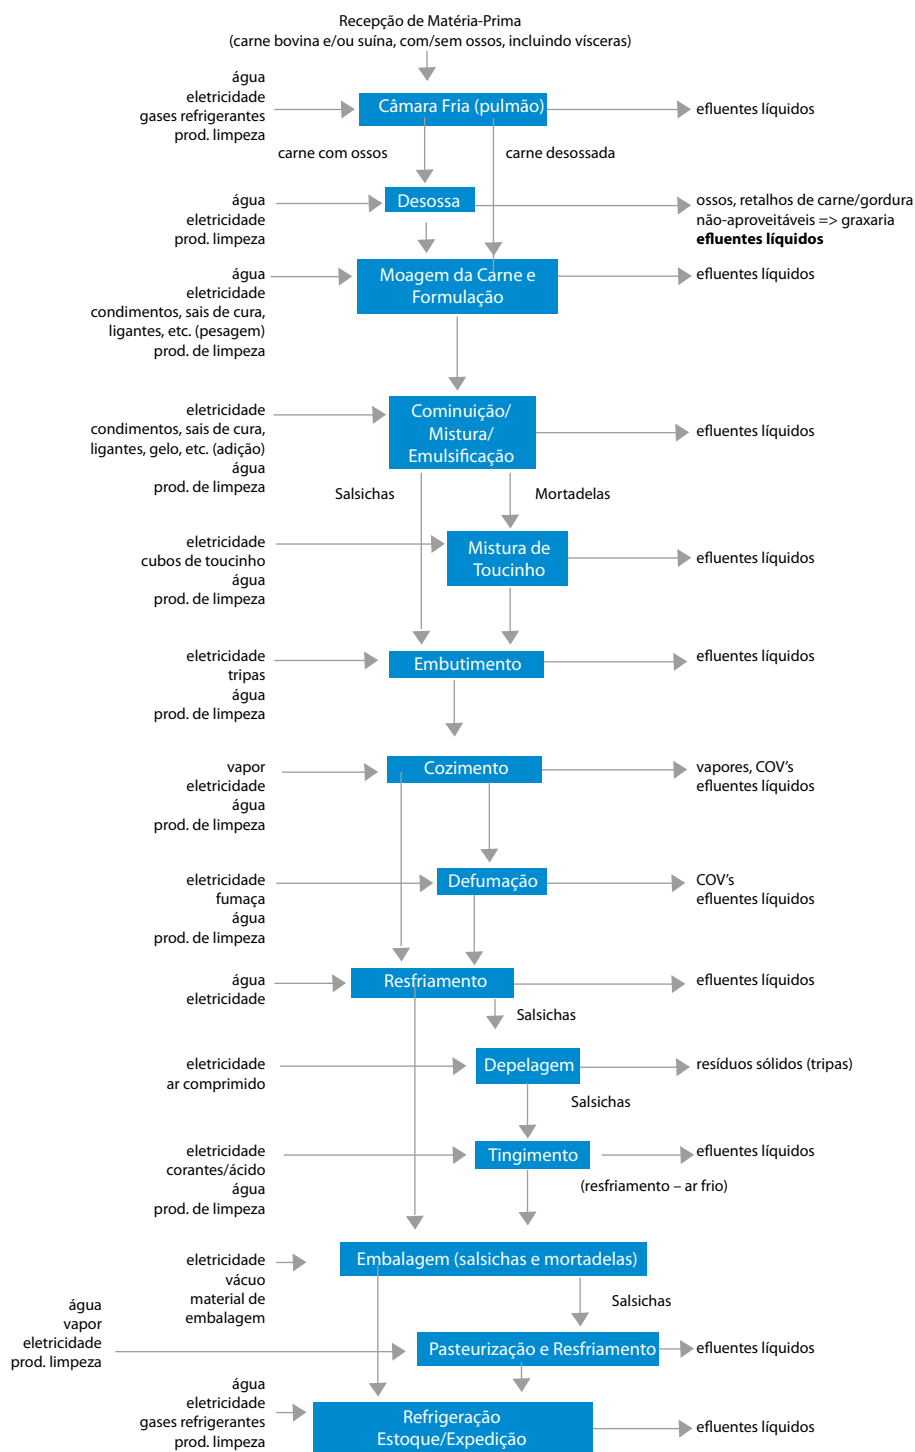 Recepção de Matéria-Prima
(carne bovina e/ou suína, com/sem ossos, incluindo vísceras)
água
eletricidade
gases refrigerantes
prod. limpeza
Câmara Fria (pulmão)
efluentes líquidos
carne com ossos
carne desossada
água
eletricidade
prod. limpeza
Desossa
ossos, retalhos de carne/gordura
não-aproveitáveis => graxaria
efluentes líquidos
água
eletricidade
condimentos, sais de cura,
ligantes, etc. (pesagem)
prod. de limpeza
Moagem da Carne e
Formulação
efluentes líquidos
eletricidade
condimentos, sais de cura,
ligantes, gelo, etc. (adição)
água
prod. de limpeza
Cominuição/
Mistura/
Emulsificação
efluentes líquidos
Salsichas
Mortadelas
eletricidade
cubos de toucinho
água
prod. de limpeza
Mistura de
Toucinho
efluentes líquidos
eletricidade
tripas
água
prod. de limpeza
Embutimento
efluentes líquidos
vapor
eletricidade
água
prod. de limpeza
Cozimento
vapores, COV's
efluentes líquidos
eletricidade
fumaça
água
prod. de limpeza
Defumação
COV's
efluentes líquidos
água
eletricidade
Resfriamento
efluentes líquidos
Salsichas
eletricidade
ar comprimido
Depelagem
resíduos sólidos (tripas)
Salsichas
eletricidade
corantes/ácido
água
prod. de limpeza
Tingimento
efluentes líquidos
(resfriamento – ar frio)
eletricidade
vácuo
material de
embalagem
Embalagem (salsichas e mortadelas)
Salsichas
água
vapor
eletricidade
prod. limpeza
Pasteurização e Resfriamento
efluentes líquidos
água
eletricidade
gases refrigerantes
prod. limpeza
Refrigeração
Estoque/Expedição
efluentes líquidos